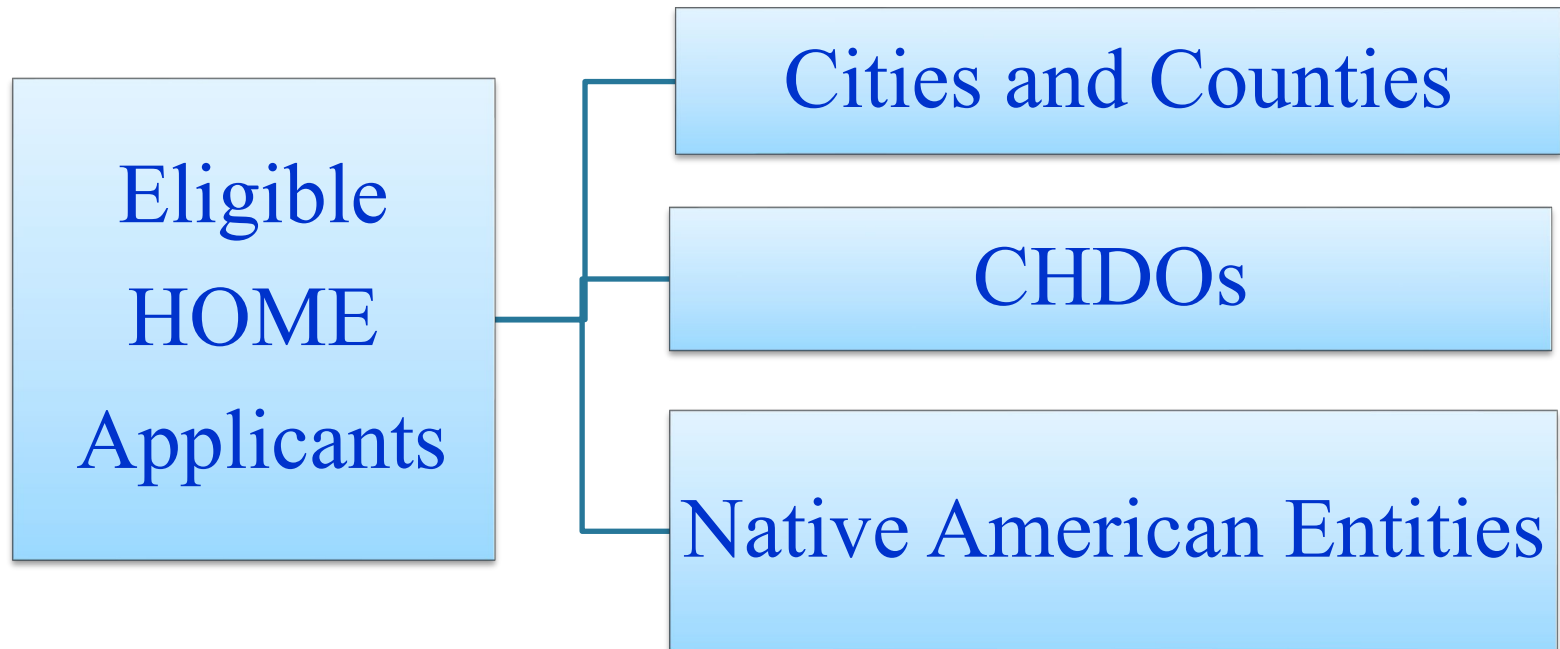 Eligible
HOME
Applicants
Cities and Counties
CHDOs
Native American Entities